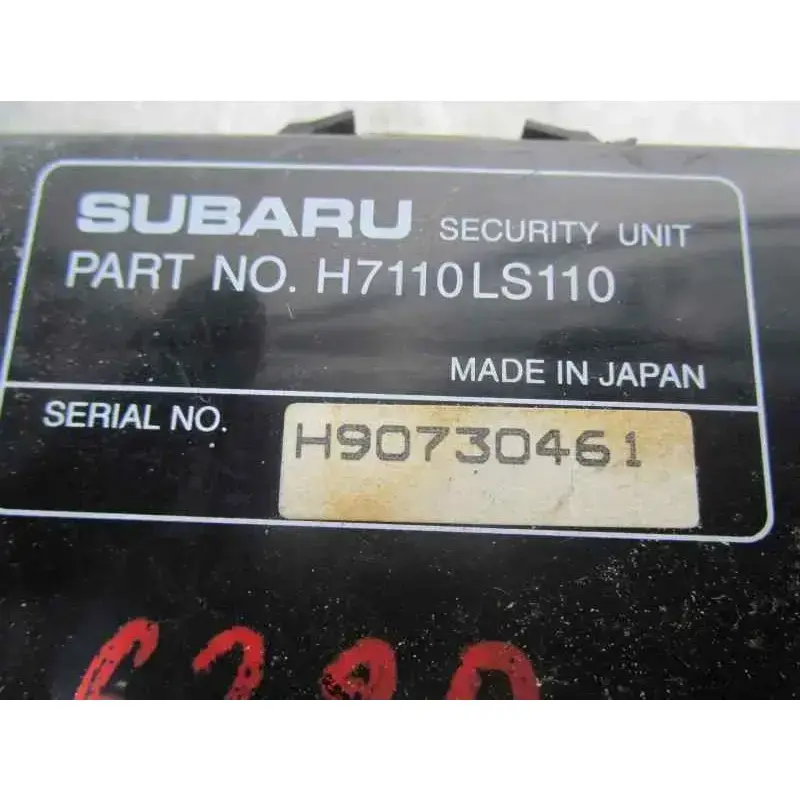 SUBARU SECURITY UNIT
PART NO. H7110LS110
MADE IN JAPAN
SERIAL NO. H90730461